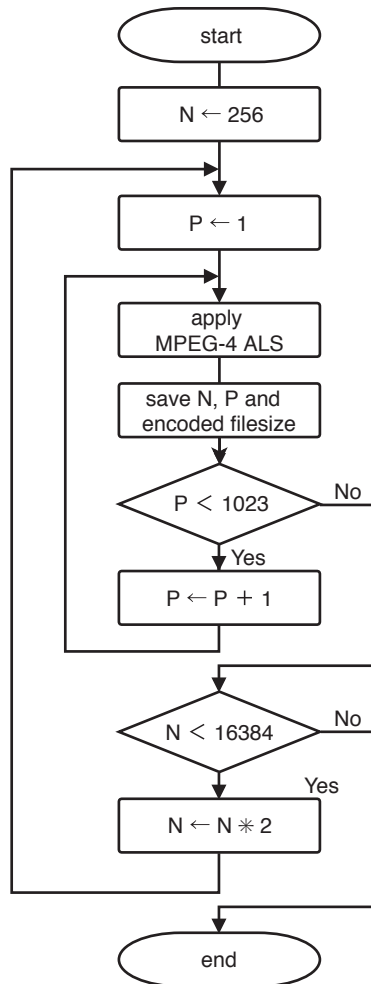 start
N ← 256
P ← 1
apply
MPEG-4 ALS
save N, P and
encoded filesize
P < 1023
No
Yes
P ← P + 1
N < 16384
No
Yes
N ← N ✳ 2
end